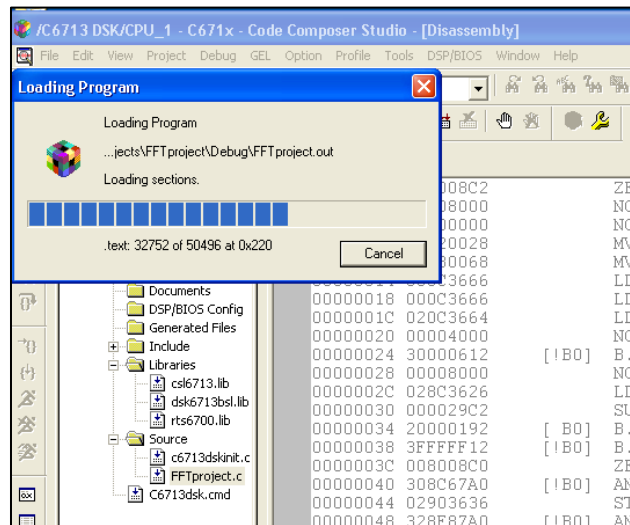 /C6713 DSK/CPU_1 - C671x - Code Composer Studio - [Disassembly]
File Edit View Project Debug GEL Option Profile Tools DSP/BIOS Window Help
Loading Program
Loading Program
...jects\FFTproject\Debug\FFTproject.out
Loading sections.
.text: 32752 of 50496 at 0x220
Cancel
Documents
DSP/BIOS Config
Generated Files
Include
Libraries
csl6713.lib
dsk6713bsl.lib
rts6700.lib
Source
c6713dskinit.c
FFTproject.c
C6713dsk.cmd
00000018 000C3666
0000001C 020C3664
00000020 00004000
00000024 30000612 [!B0] B.
00000028 00008000
0000002C 028C3626
00000030 000029C2
00000034 20000192 [ B0] B.
00000038 3FFFFF12 [!B0] B.
0000003C 008008C0
00000040 308C67A0 [!B0]
00000044 02903636
00000048 328F87A0 [!B0]